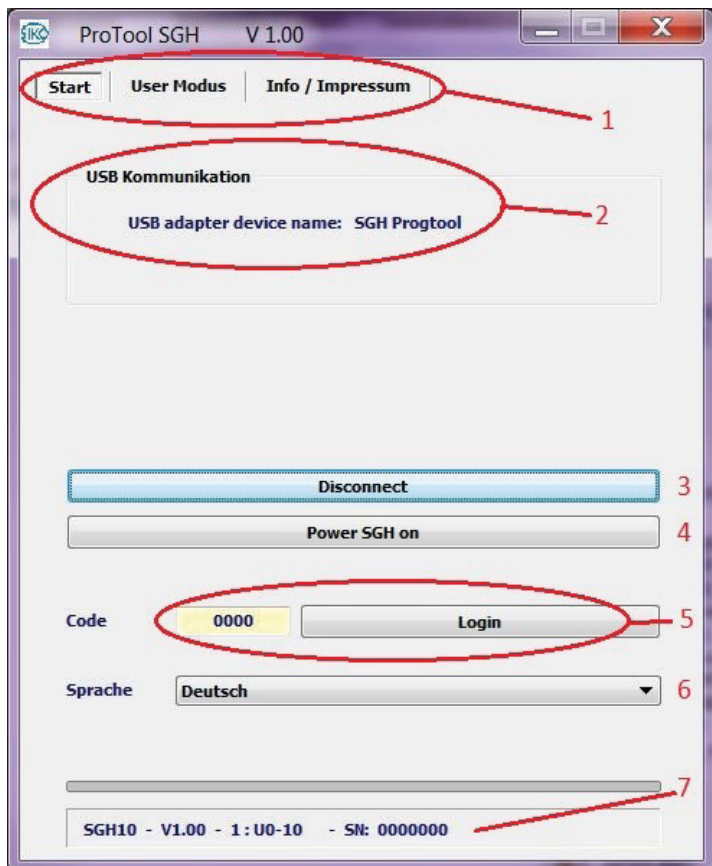 IKO ProTool SGH V 1.00
Start User Modus Info / Impressum
1
USB Kommunikation
USB adapter device name: SGH Progtool
2
Disconnect
3
Power SGH on
4
Code 0000 Login
5
Sprache Deutsch
6
7
SGH10 - V1.00 - 1 : U0-10 - SN: 0000000